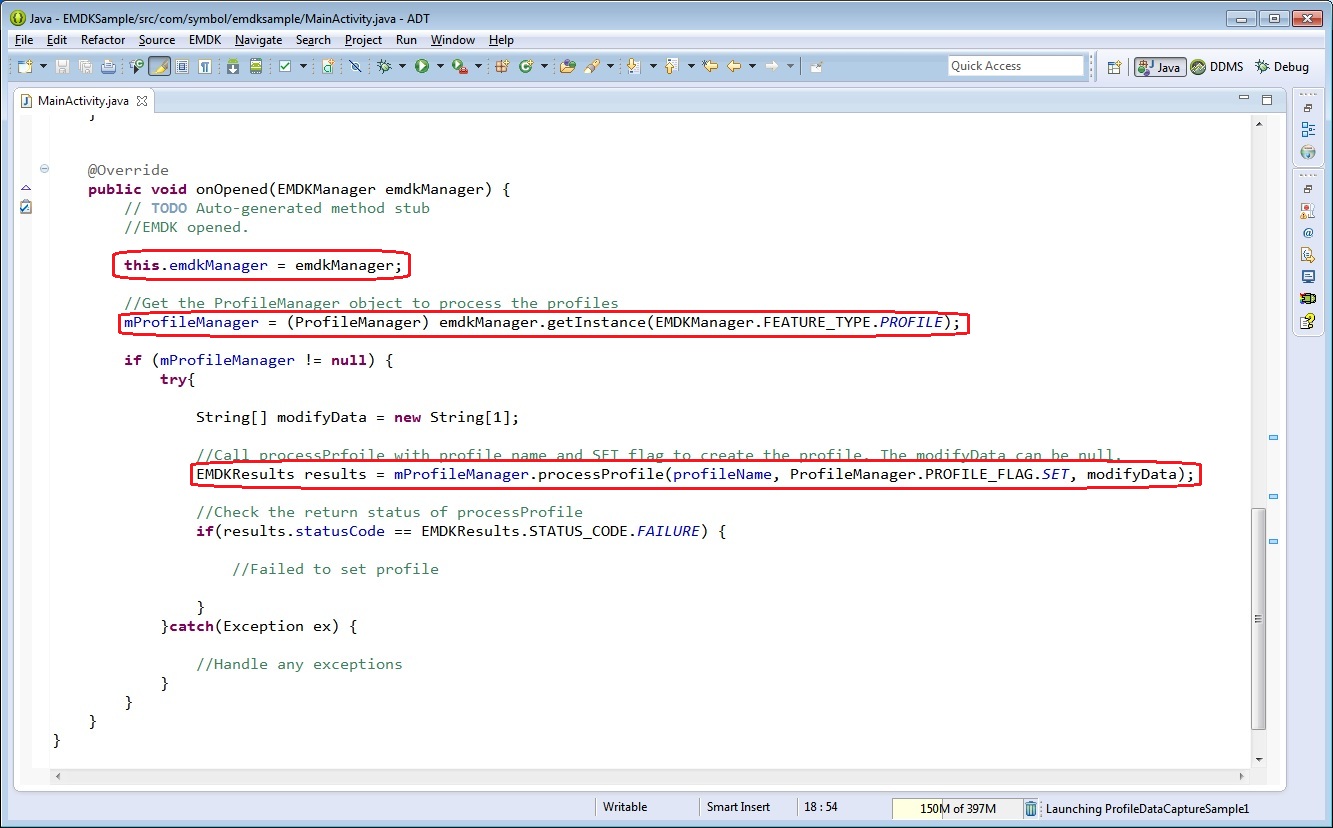 Java - EMDKSample/src/com/symbol/emdksample/MainActivity.java - ADT
File Edit Refactor Source EMDK Navigate Search Project Run Window Help
Quick Access Java DDMS Debug
MainActivity.java
}
@Override
public void onOpened(EMDKManager emdkManager) {
// TODO Auto-generated method stub
//EMDK opened.
this.emdkManager = emdkManager;
//Get the ProfileManager object to process the profiles
mProfileManager = (ProfileManager) emdkManager.getInstance(EMDKManager.FEATURE_TYPE.PROFILE);
if (mProfileManager != null) {
try{
String[] modifyData = new String[1];
//Call processPrfoile with profile name and SET flag to create the profile. The modifyData can be null.
EMDKResults results = mProfileManager.processProfile(profileName, ProfileManager.PROFILE_FLAG.SET, modifyData);
//Check the return status of processProfile
if(results.statusCode == EMDKResults.STATUS_CODE.FAILURE) {
//Failed to set profile
}
}catch(Exception ex) {
//Handle any exceptions
}
}
}
}
Writable Smart Insert 18 : 54 150M of 397M Launching ProfileDataCaptureSample1